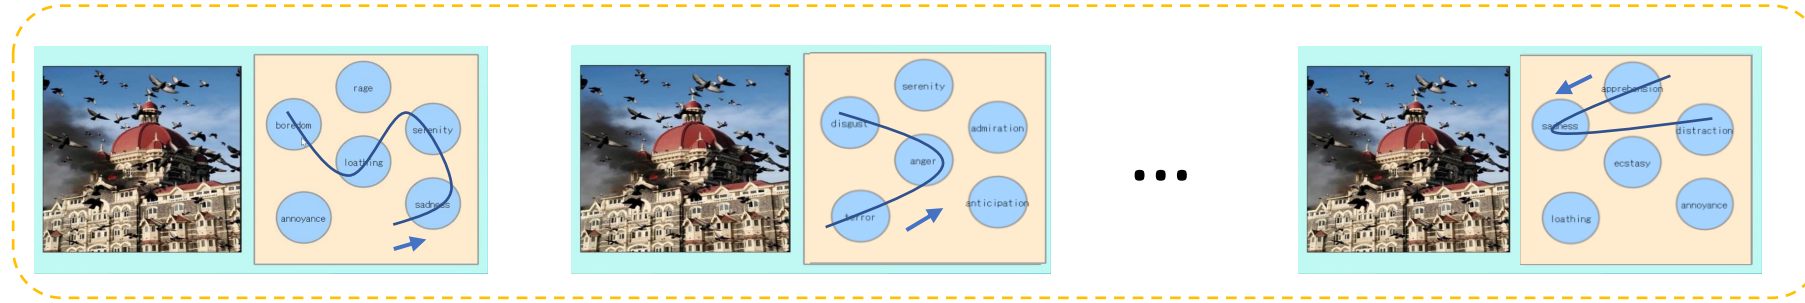 rage
boredom
serenity
loathing
sadness
annoyance
serenity
disgust
admiration
anger
anticipation
terror
...
apprehension
sadness
distraction
ecstasy
annoyance
loathing